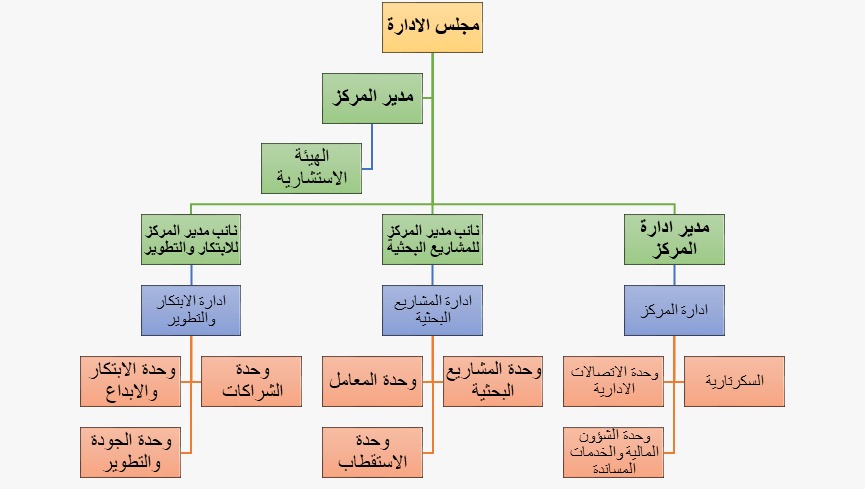 مجلس الادارة
مدير المركز
الهيئة
الاستشارية
مدير ادارة
المركز
نائب مدير المركز
للمشاريع البحثية
نائب مدير المركز
للابتكار والتطوير
ادارة المركز
ادارة المشاريع
البحثية
ادارة الابتكار
والتطوير
السكرتارية
وحدة الاتصالات
الادارية
وحدة المشاريع
البحثية
وحدة المعامل
وحدة
الشراكات
وحدة الابتكار
والابداع
وحدة الشؤون
المالية والخدمات
المساندة
وحدة
الاستقطاب
وحدة الجودة
والتطوير